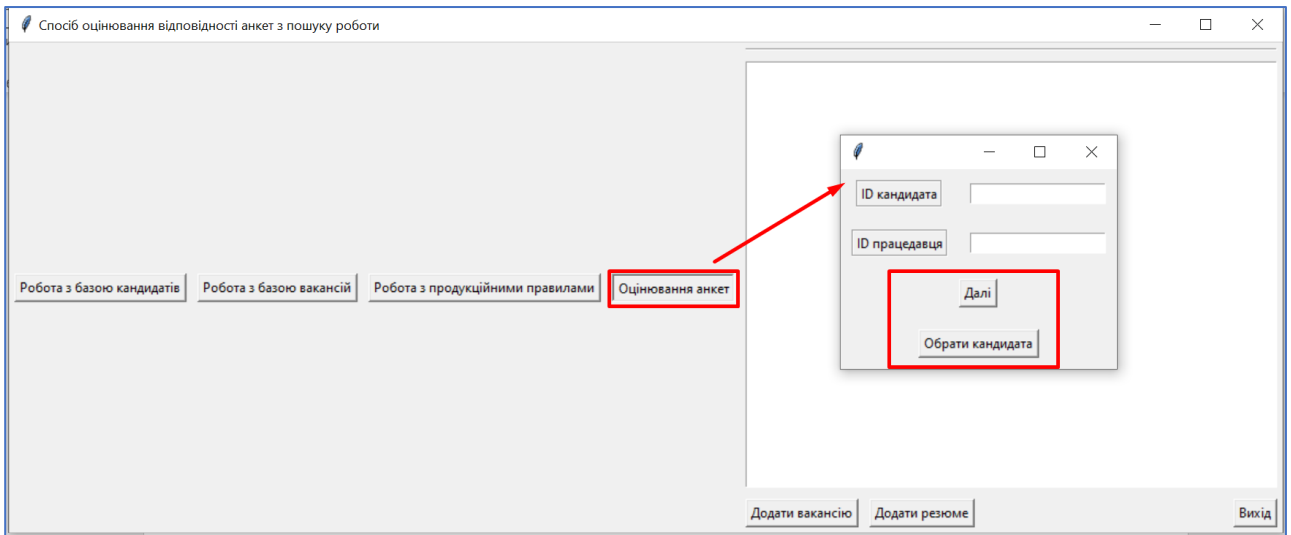 Спосіб оцінювання відповідності анкет з пошуку роботи
ID кандидата
ID працедавця
Робота з базою кандидатів Робота з базою вакансій Робота з продукційними правилами Оцінювання анкет
Далі
Обрати кандидата
Додати вакансію Додати резюме Вихід